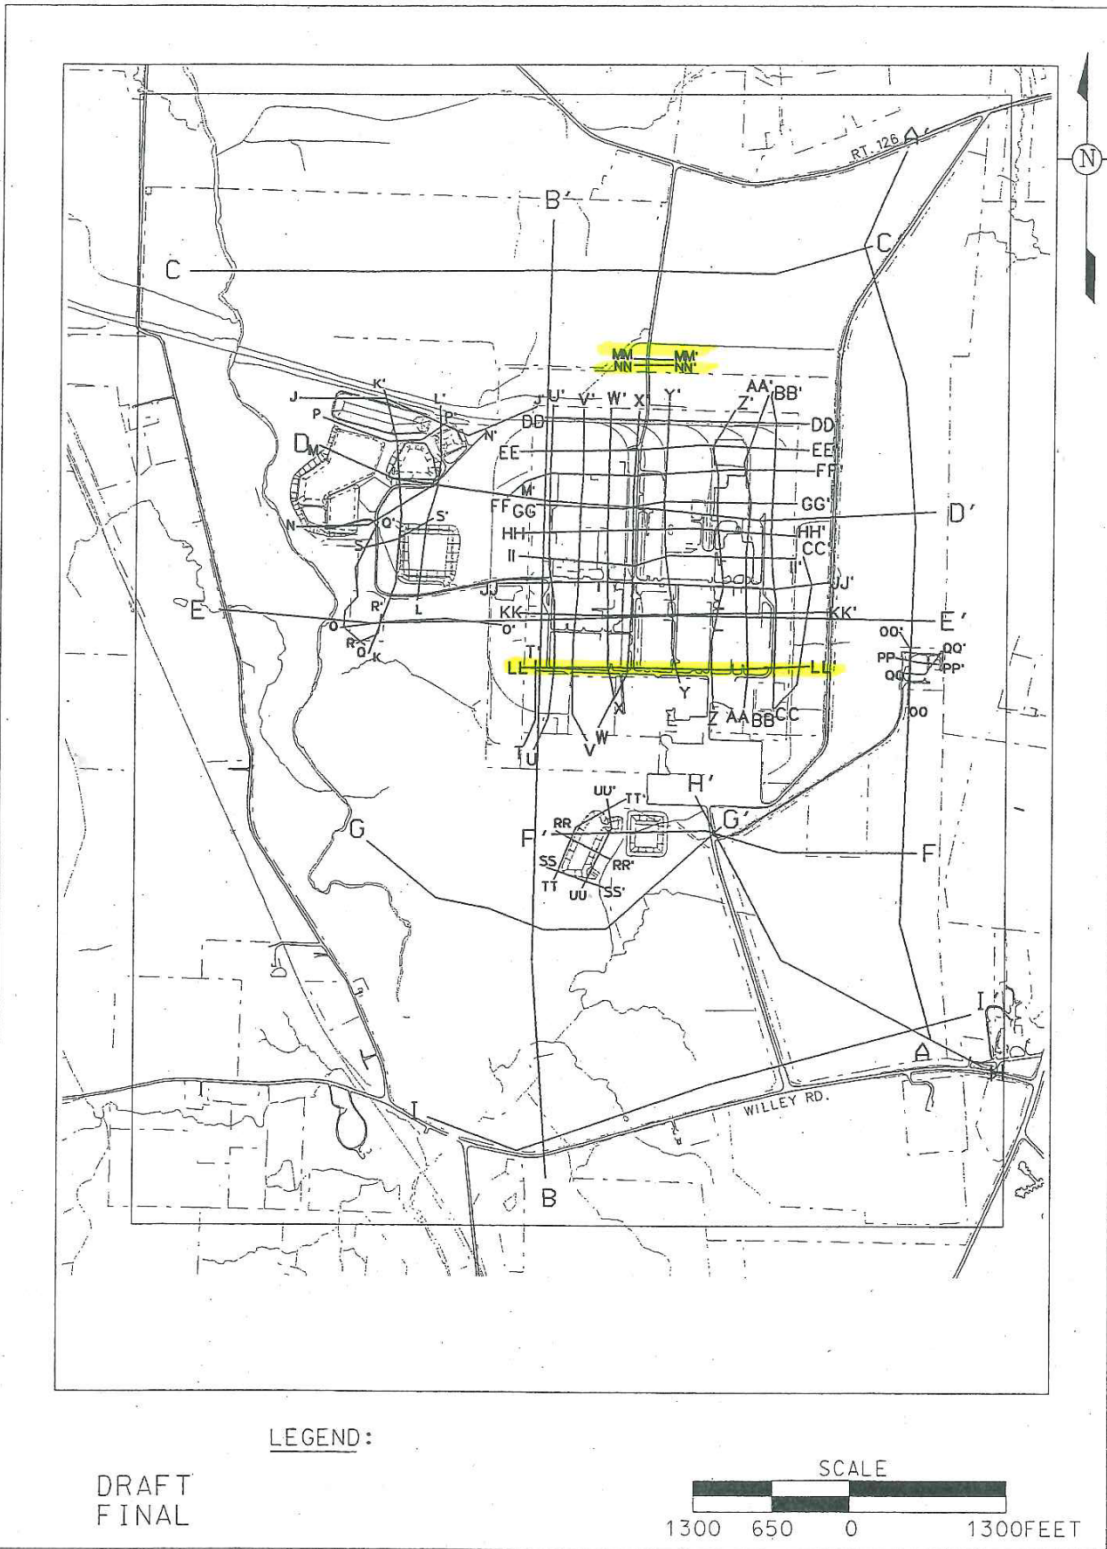 A'
RT. 126
N
B'
C'
C
MM MM'
NN NN'
K'
AA'
BB'
J
L'
J'
U'
V'
W'
X'
Y'
Z'
P
P'
DD
DD
N'
D
M
EE
EE'
FF'
M'
FF
GG
GG'
D'
N
Q'
S'
S
HH
HH'
CC'
II
JJ
JJ'
R'
L
E
KK
KK'
E'
O
O'
OO'
R
Q
K
T'
QQ'
PP
PP'
LL
LL'
QQ
Y
X
Z
AA
BB
CC
OO
W
T
U
V
H'
UU'
TT'
G'
G
RR
F'
F
SS
RR'
TT
UU
SS'
I'
A
H
I
WILLEY RD.
B
LEGEND:
DRAFT
FINAL
SCALE
1300 650 0 1300FEET